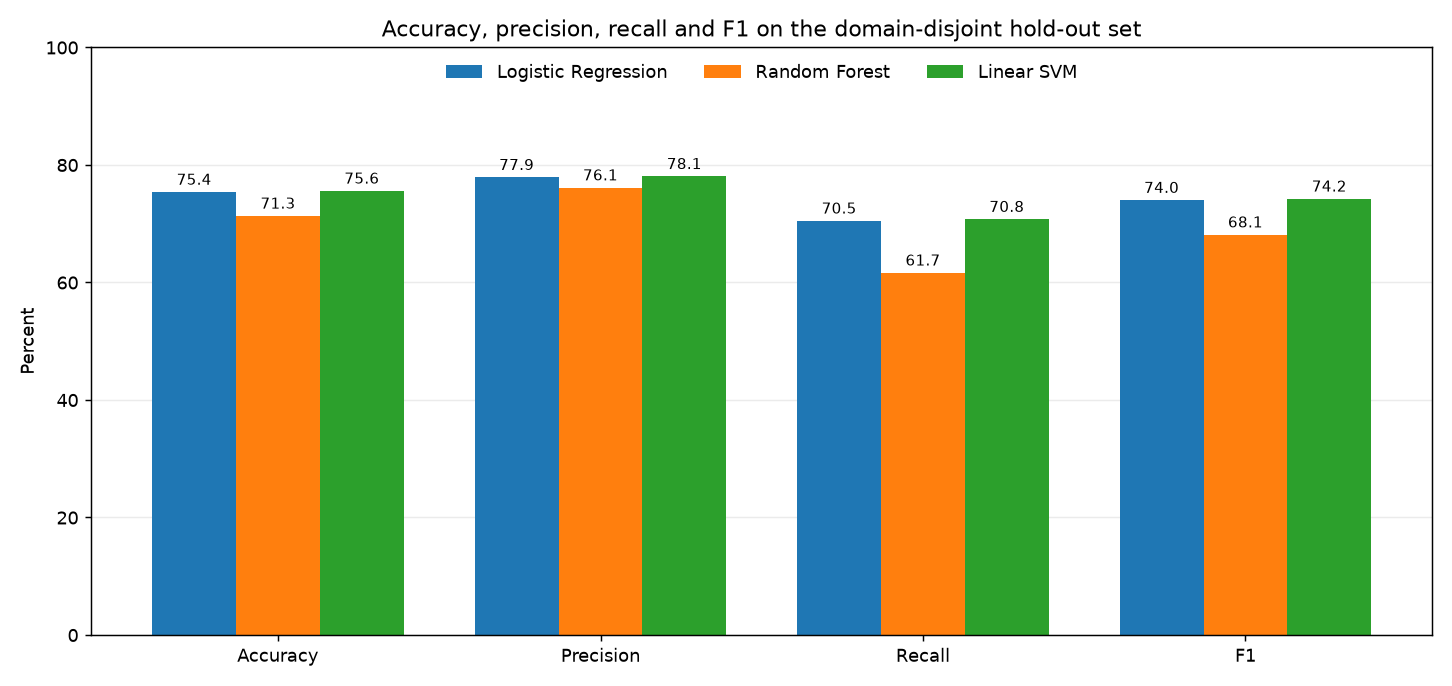 Accuracy, precision, recall and F1 on the domain-disjoint hold-out set
100
Logistic Regression Random Forest Linear SVM
80
77.9 76.1 78.1
75.4 71.3 75.6
70.5 61.7 70.8
74.0 68.1 74.2
60
Percent
40
20
0
Accuracy Precision Recall F1